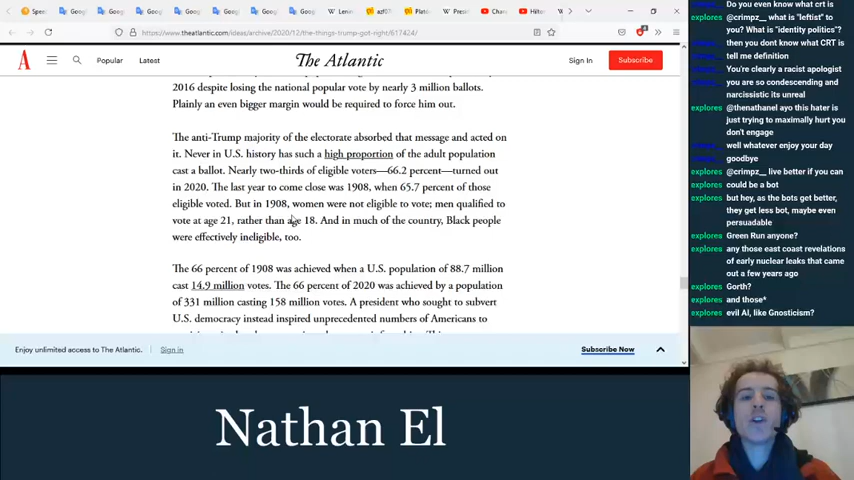 Spee
Goog
Goog
Goog
Goog
Goog
Goog
Lenin
Plato
Presi
Chanr
Hilton
https://www.theatlantic.com/ideas/archive/2020/12/the-things-trump-got-right/617424/
Popular
Latest
The Atlantic
Sign In
Subscribe
2016 despite losing the national popular vote by nearly 3 million ballots.
Plainly an even bigger margin would be required to force him out.
The anti-Trump majority of the electorate absorbed that message and acted on
it. Never in U.S. history has such a high proportion of the adult population
cast a ballot. Nearly two-thirds of eligible voters—66.2 percent—turned out
in 2020. The last year to come close was 1908, when 65.7 percent of those
eligible voted. But in 1908, women were not eligible to vote; men qualified to
vote at age 21, rather than age 18. And in much of the country, Black people
were effectively ineligible, too.
The 66 percent of 1908 was achieved when a U.S. population of 88.7 million
cast 14.9 million votes. The 66 percent of 2020 was achieved by a population
of 331 million casting 158 million votes. A president who sought to subvert
U.S. democracy instead inspired unprecedented numbers of Americans to
Enjoy unlimited access to The Atlantic.
Sign in
Subscribe Now
Nathan El
Do you even know what crt is
explores @crimpz__ what is "leftist" to
you? What is "identity politics"?
then you dont know what CRT is
tell me definition
You're clearly a racist apologist
you are so condescending and
narcissistic its unreal
explores @thenathanel ayo this hater is
just trying to maximally hurt you
don't engage
well whatever enjoy your day
goodbye
explores @crimpz__ live better if you can
explores could be a bot
explores but hey, as the bots get better,
they get less bot, maybe even
persuadable
explores Green Run anyone?
explores any those east coast revelations
of early nuclear leaks that came
out a few years ago
explores Gorth?
explores and those*
explores evil AI, like Gnosticism?